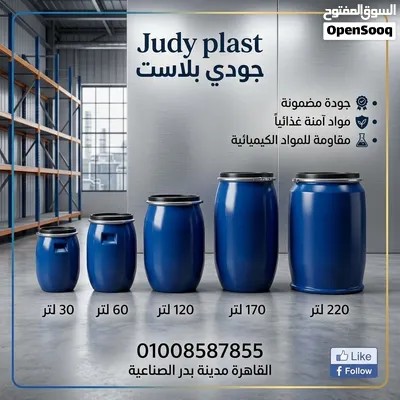 السوق المفتوح
OpenSooq
Judy plast
جودي بلاست
جودة مضمونة
مواد آمنة غذائياً
مقاومة للمواد الكيميائية
30 لتر
60 لتر
120 لتر
170 لتر
220 لتر
01008587855
القاهرة مدينة بدر الصناعية
Like
f Follow